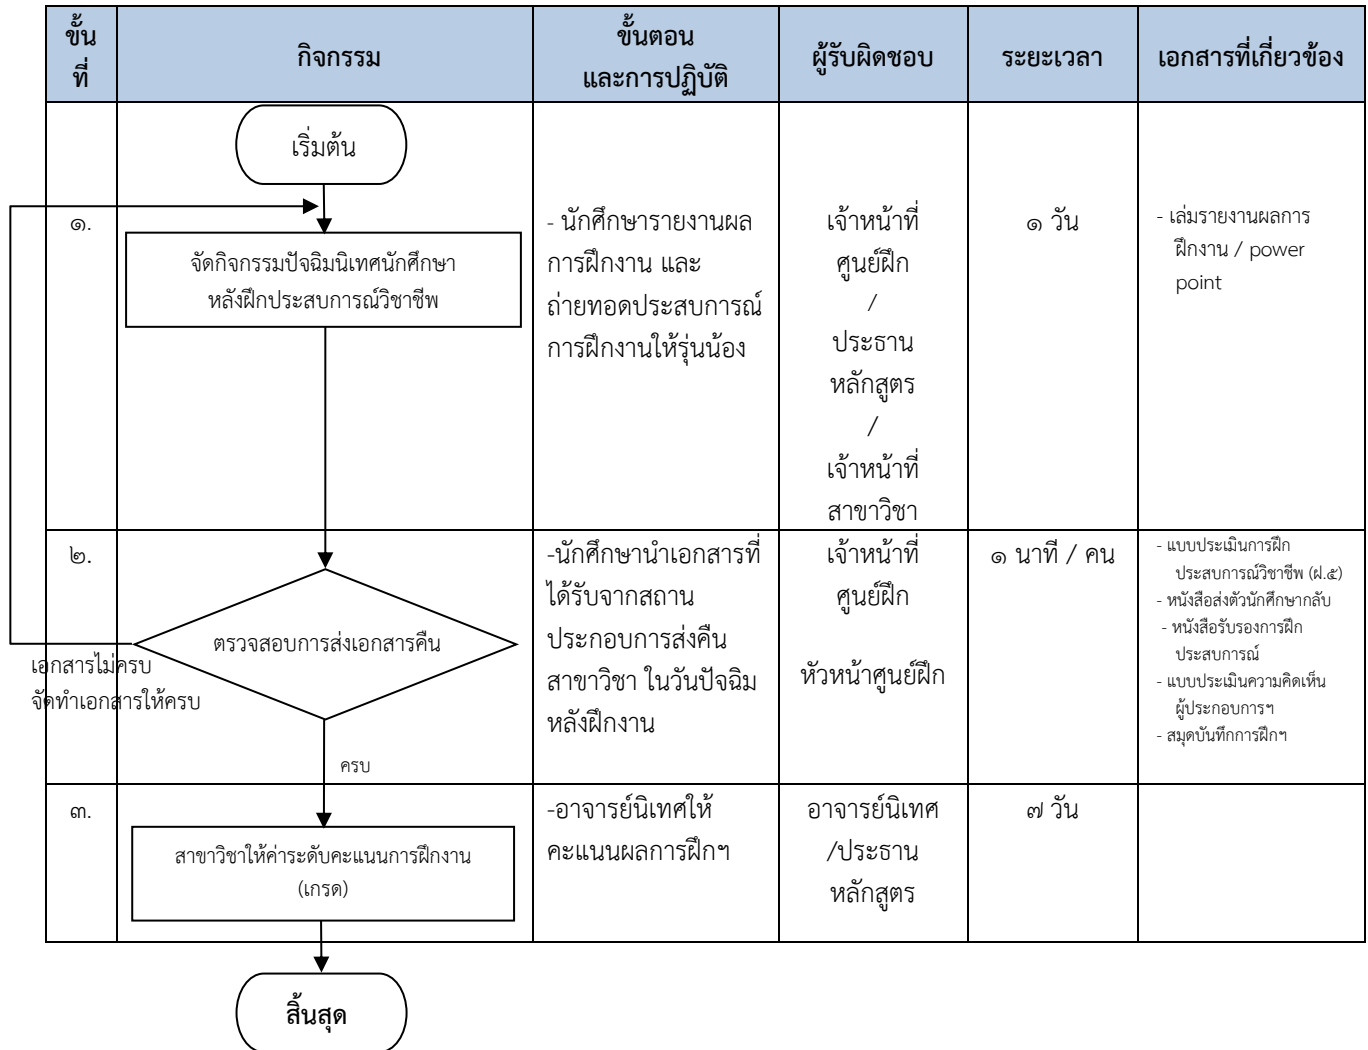 ขั้น
ที่
กิจกรรม
ขั้นตอน
และการปฏิบัติ
ผู้รับผิดชอบ
ระยะเวลา
เอกสารที่เกี่ยวข้อง
เริ่มต้น
๑.
จัดกิจกรรมปัจฉิมนิเทศนักศึกษา
หลังฝึกประสบการณ์วิชาชีพ
- นักศึกษารายงานผล
การฝึกงาน และ
ถ่ายทอดประสบการณ์
การฝึกงานให้รุ่นน้อง
เจ้าหน้าที่
ศูนย์ฝึก
/
ประธาน
หลักสูตร
/
เจ้าหน้าที่
สาขาวิชา
๑ วัน
- เล่มรายงานผลการ
ฝึกงาน / power
point
๒.
ตรวจสอบการส่งเอกสารคืน
เอกสารไม่ครบ
จัดทำเอกสารให้ครบ
ครบ
-นักศึกษานำเอกสารที่
ได้รับจากสถาน
ประกอบการส่งคืน
สาขาวิชา ในวันปัจฉิม
หลังฝึกงาน
เจ้าหน้าที่
ศูนย์ฝึก
หัวหน้าศูนย์ฝึก
๑ นาที / คน
- แบบประเมินการฝึก
ประสบการณ์วิชาชีพ (ฝ.๕)
- หนังสือส่งตัวนักศึกษากลับ
- หนังสือรับรองการฝึก
ประสบการณ์
- แบบประเมินความคิดเห็น
ผู้ประกอบการฯ
- สมุดบันทึกการฝึกฯ
๓.
สาขาวิชาให้ค่าระดับคะแนนการฝึกงาน
(เกรด)
-อาจารย์นิเทศให้
คะแนนผลการฝึกฯ
อาจารย์นิเทศ
/ประธาน
หลักสูตร
๗ วัน
สิ้นสุด